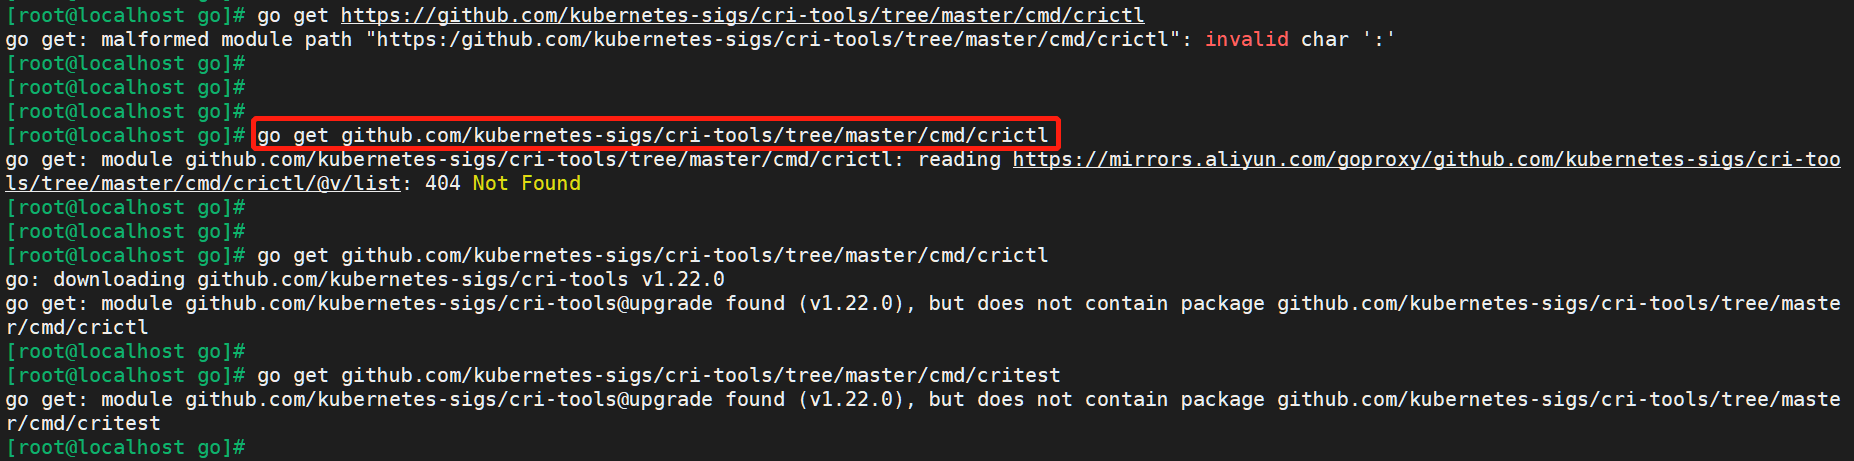 [root@localhost go]# go get https://github.com/kubernetes-sigs/cri-tools/tree/master/cmd/crictl
go get: malformed module path "https:/github.com/kubernetes-sigs/cri-tools/tree/master/cmd/crictl": invalid char ':'
[root@localhost go]#
[root@localhost go]#
[root@localhost go]#
[root@localhost go]# go get github.com/kubernetes-sigs/cri-tools/tree/master/cmd/crictl
go get: module github.com/kubernetes-sigs/cri-tools/tree/master/cmd/crictl: reading https://mirrors.aliyun.com/goproxy/github.com/kubernetes-sigs/cri-too
ls/tree/master/cmd/crictl/@v/list: 404 Not Found
[root@localhost go]#
[root@localhost go]#
[root@localhost go]# go get github.com/kubernetes-sigs/cri-tools/tree/master/cmd/crictl
go: downloading github.com/kubernetes-sigs/cri-tools v1.22.0
go get: module github.com/kubernetes-sigs/cri-tools@upgrade found (v1.22.0), but does not contain package github.com/kubernetes-sigs/cri-tools/tree/maste
r/cmd/crictl
[root@localhost go]#
[root@localhost go]# go get github.com/kubernetes-sigs/cri-tools/tree/master/cmd/critest
go get: module github.com/kubernetes-sigs/cri-tools@upgrade found (v1.22.0), but does not contain package github.com/kubernetes-sigs/cri-tools/tree/maste
r/cmd/critest
[root@localhost go]#